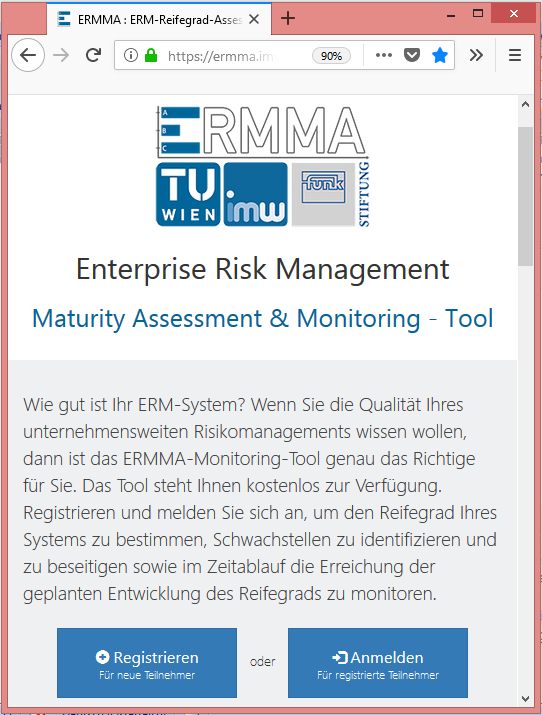 ERMMA : ERM-Reifegrad-Asses
https://ermma.im
90%
A
B
C
ERMMA
TU
WIEN
imw
funk
STIFTUNG
Enterprise Risk Management
Maturity Assessment & Monitoring - Tool
Wie gut ist Ihr ERM-System? Wenn Sie die Qualität Ihres
unternehmensweiten Risikomanagements wissen wollen,
dann ist das ERMMA-Monitoring-Tool genau das Richtige
für Sie. Das Tool steht Ihnen kostenlos zur Verfügung.
Registrieren und melden Sie sich an, um den Reifegrad Ihres
Systems zu bestimmen, Schwachstellen zu identifizieren und
zu beseitigen sowie im Zeitablauf die Erreichung der
geplanten Entwicklung des Reifegrads zu monitoren.
Registrieren
Für neue Teilnehmer
oder
Anmelden
Für registrierte Teilnehmer